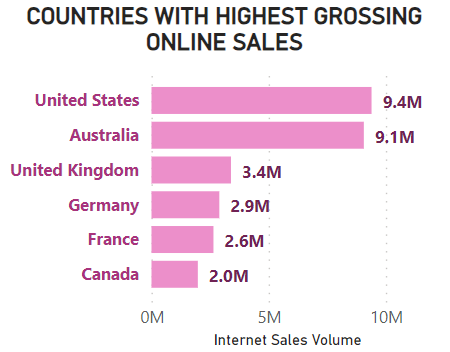 COUNTRIES WITH HIGHEST GROSSING
ONLINE SALES
United States 9.4M
Australia 9.1M
United Kingdom 3.4M
Germany 2.9M
France 2.6M
Canada 2.0M
0M 5M 10M
Internet Sales Volume